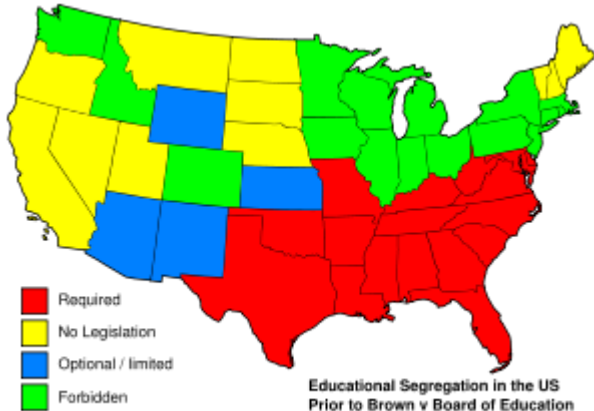 Required
No Legislation
Optional / limited
Forbidden
Educational Segregation in the US
Prior to Brown v Board of Education